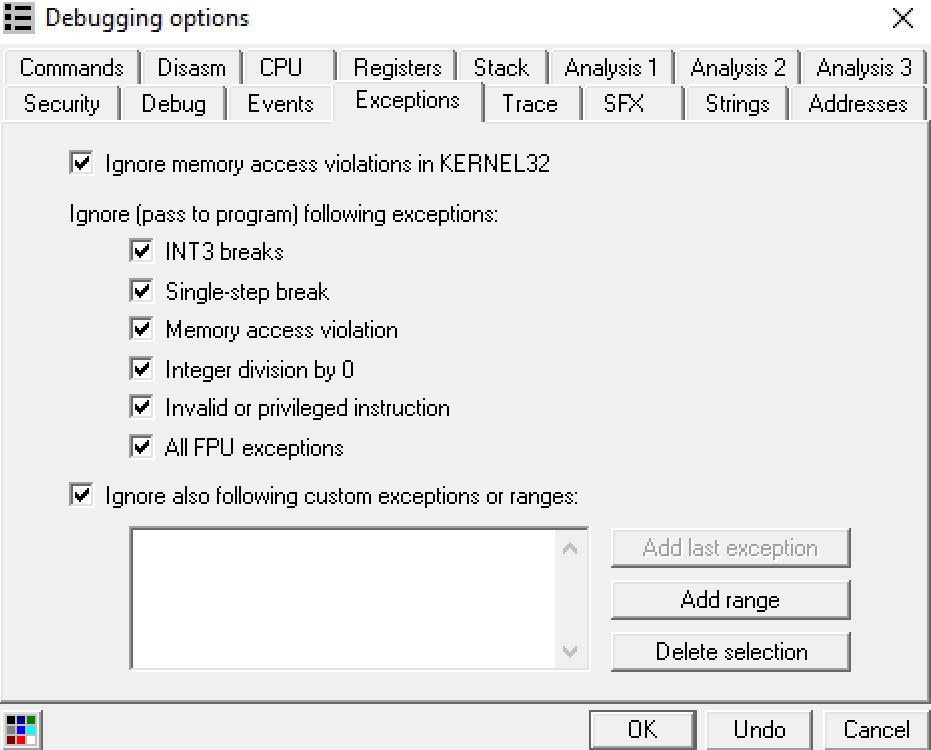 Debugging options
Commands Disasm CPU Registers Stack Analysis 1 Analysis 2 Analysis 3
Security Debug Events Exceptions Trace SFX Strings Addresses
Ignore memory access violations in KERNEL32
Ignore (pass to program) following exceptions:
INT3 breaks
Single-step break
Memory access violation
Integer division by 0
Invalid or privileged instruction
All FPU exceptions
Ignore also following custom exceptions or ranges:
Add last exception
Add range
Delete selection
OK Undo Cancel